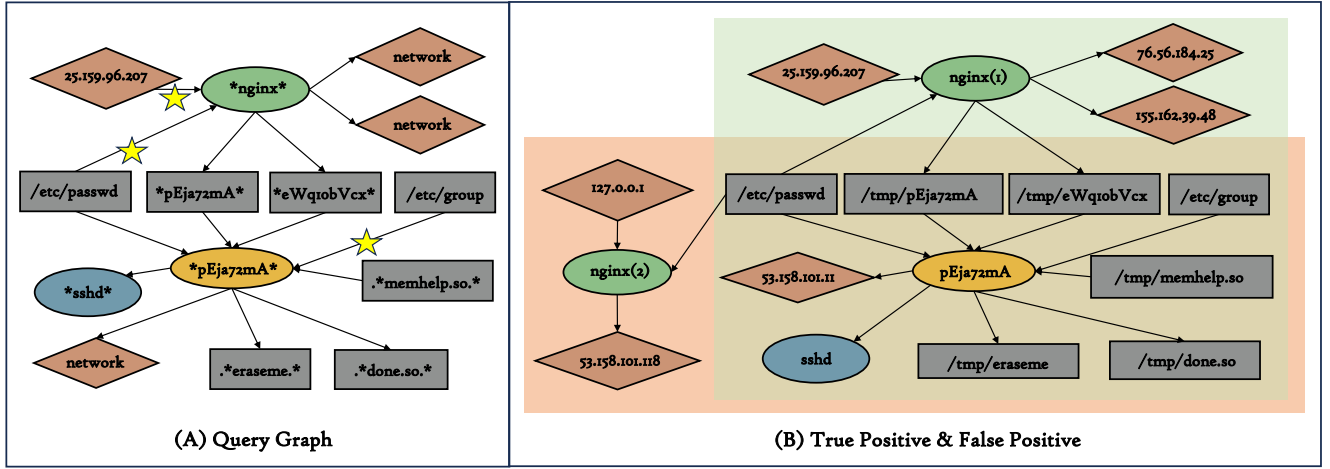 25.159.96.207
*nginx*
network
network
/etc/passwd
*pEja72mA*
*eWq10bVcx*
/etc/group
*pEja72mA*
*sshd*
.*memhelp.so.*
network
.*eraseme.*
.*done.so.*
(A) Query Graph
25.159.96.207
nginx(1)
76.56.184.25
155.162.39.48
127.0.0.1
/etc/passwd
/tmp/pEja72mA
/tmp/eWq10bVcx
/etc/group
nginx(2)
53.158.101.11
pEja72mA
/tmp/memhelp.so
53.158.101.118
sshd
/tmp/eraseme
/tmp/done.so
(B) True Positive & False Positive